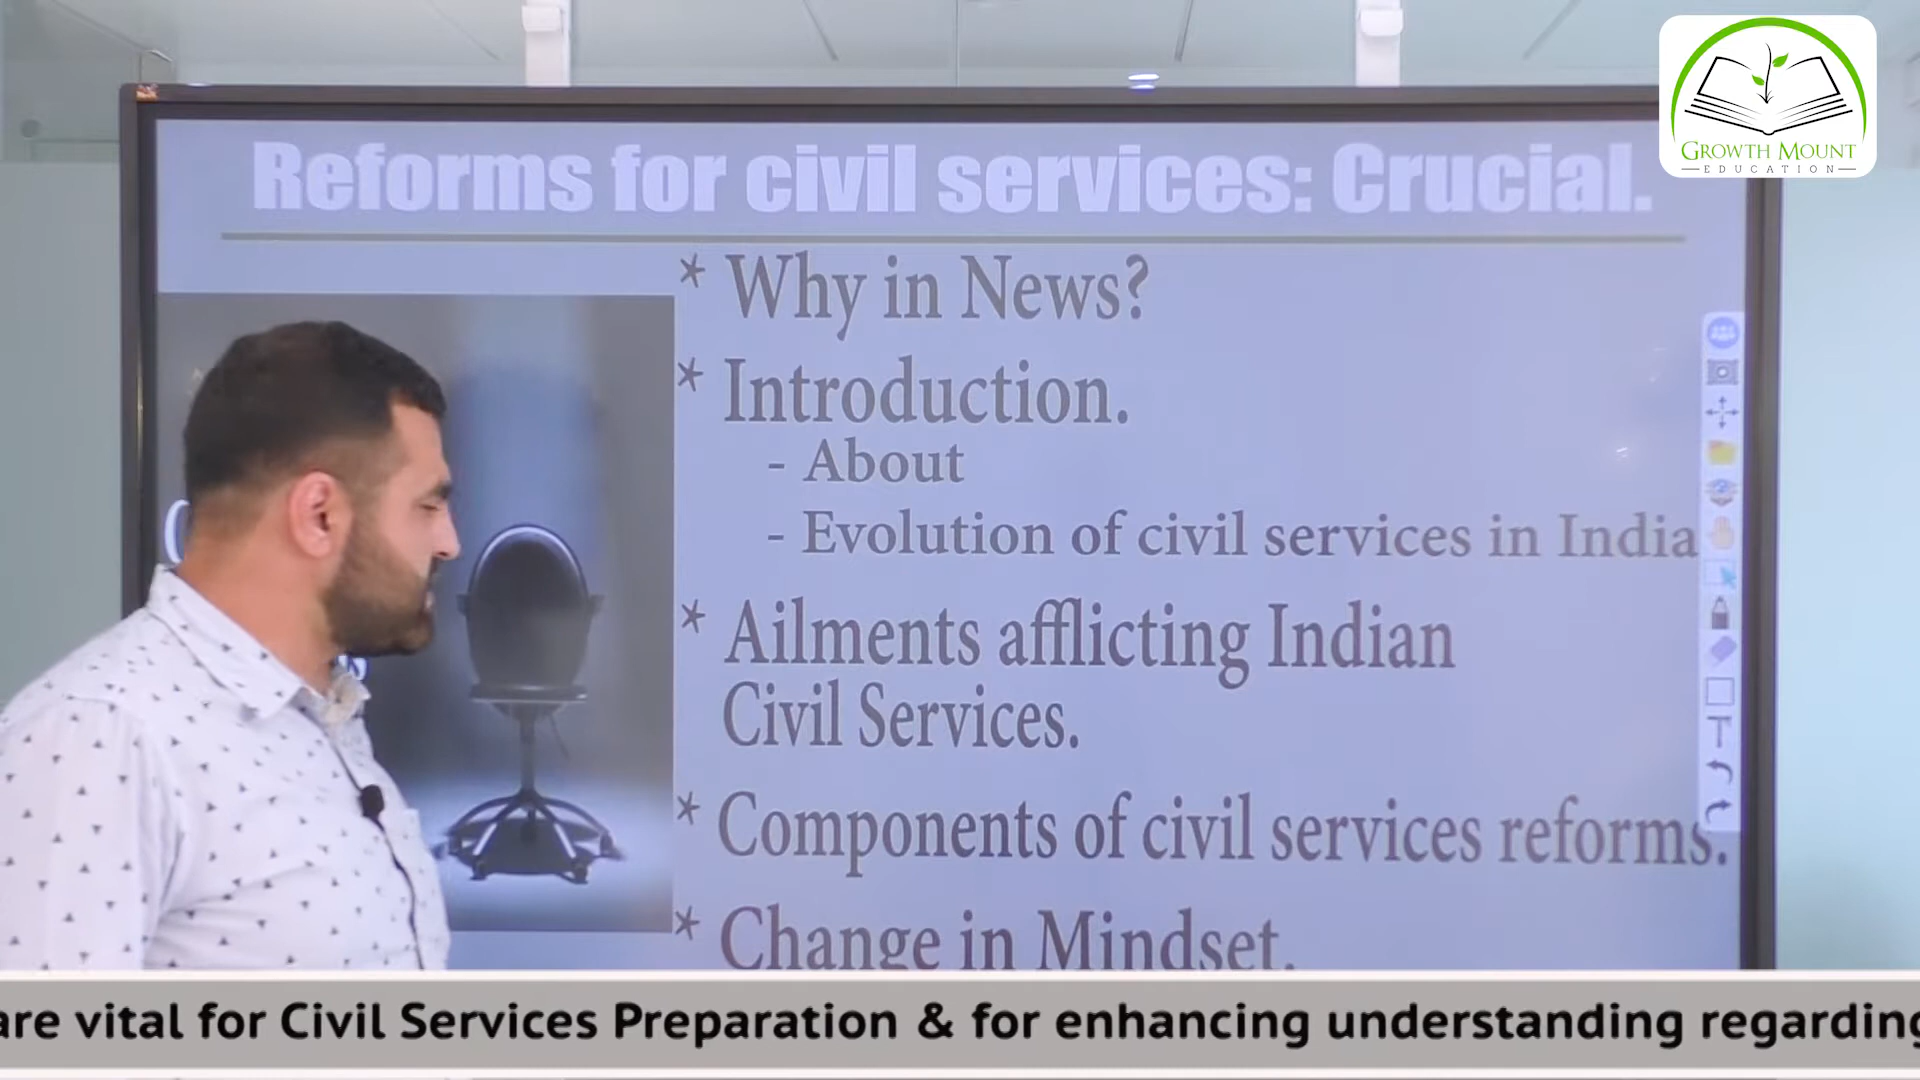 GROWTH MOUNT
EDUCATION
Reforms for civil services: Crucial.
* Why in News?
* Introduction.
- About
- Evolution of civil services in India
* Ailments afflicting Indian
Civil Services.
* Components of civil services reforms.
* Change in Mindset.
are vital for Civil Services Preparation & for enhancing understanding regarding